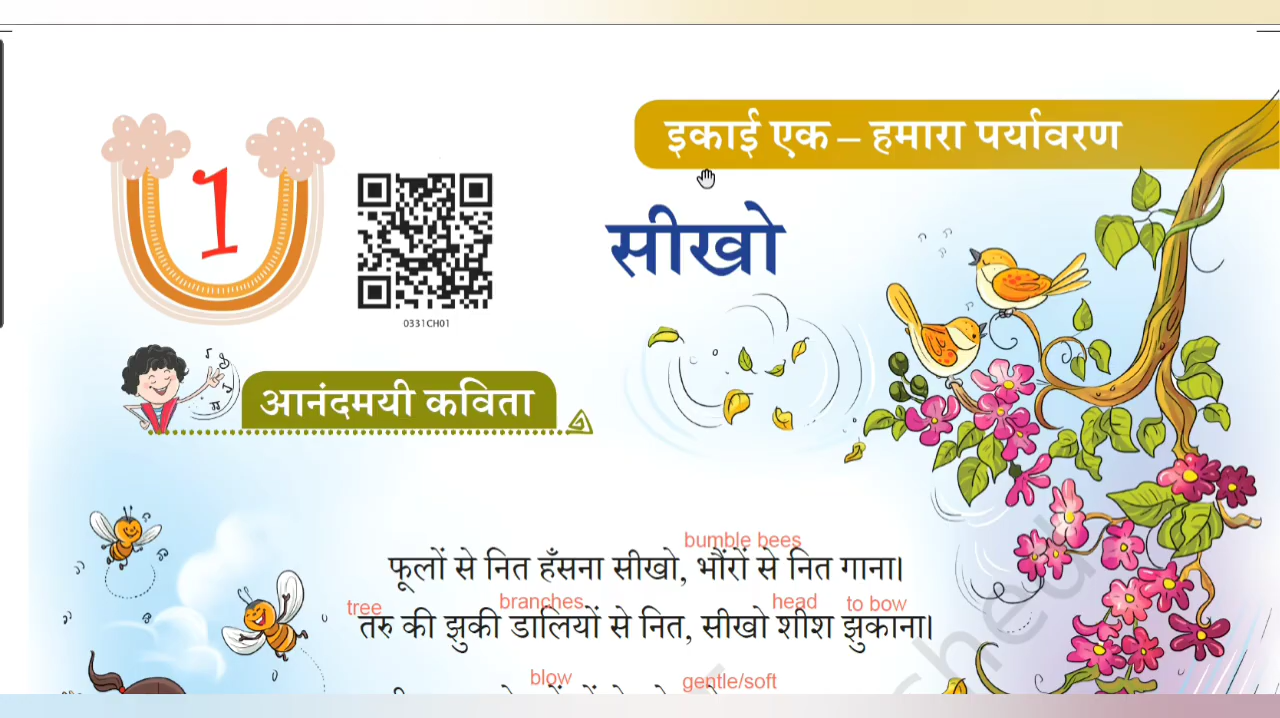 इकाई एक – हमारा पर्यावरण
1
सीखो
0331CH01
आनंदमयी कविता
bumble bees
फूलों से नित हँसना सीखो, भौंरों से नित गाना।
tree branches head to bow
तरु की झुकी डालियों से नित, सीखो शीश झुकाना।
blow gentle/soft